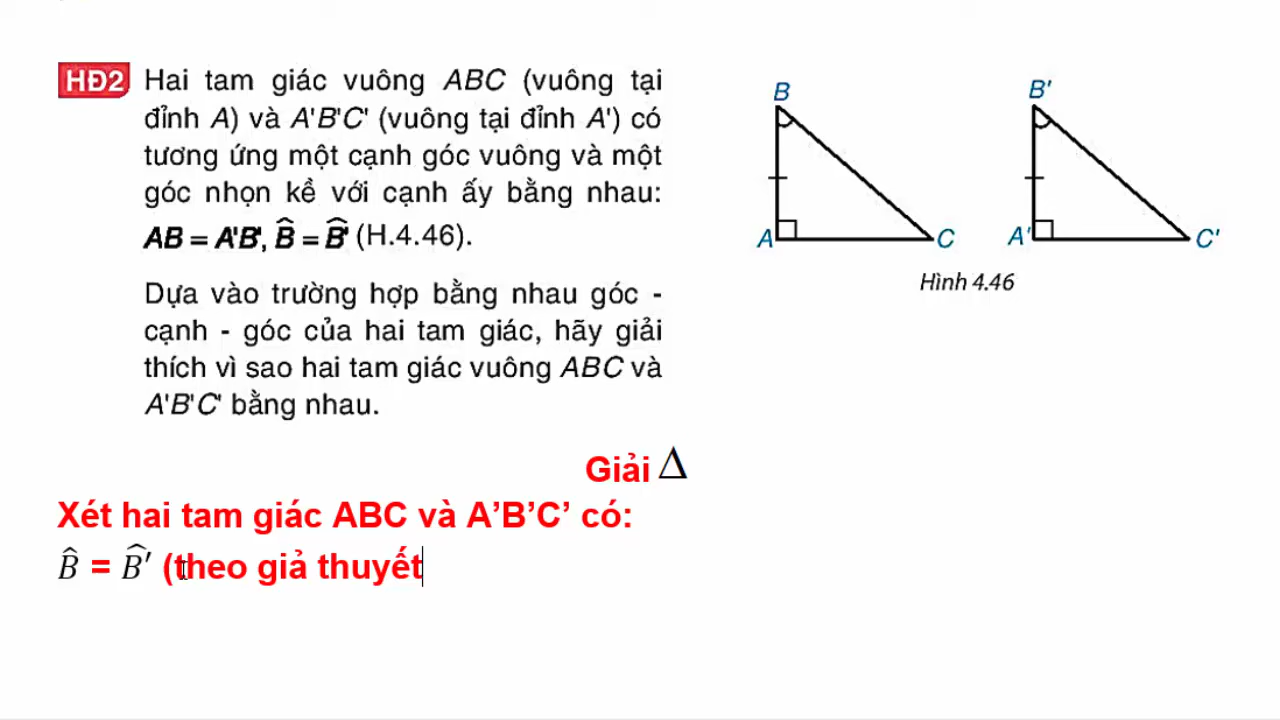 HĐ2 Hai tam giác vuông ABC (vuông tại
đỉnh A) và A'B'C' (vuông tại đỉnh A') có
tương ứng một cạnh góc vuông và một
góc nhọn kề với cạnh ấy bằng nhau:
AB = A'B', B̂ = B̂' (H.4.46).
Dựa vào trường hợp bằng nhau góc -
cạnh - góc của hai tam giác, hãy giải
thích vì sao hai tam giác vuông ABC và
A'B'C' bằng nhau.
B
B'
A
C
A'
C'
Hình 4.46
Giải Δ
Xét hai tam giác ABC và A’B’C’ có:
B̂ = B̂′ (theo giả thuyết